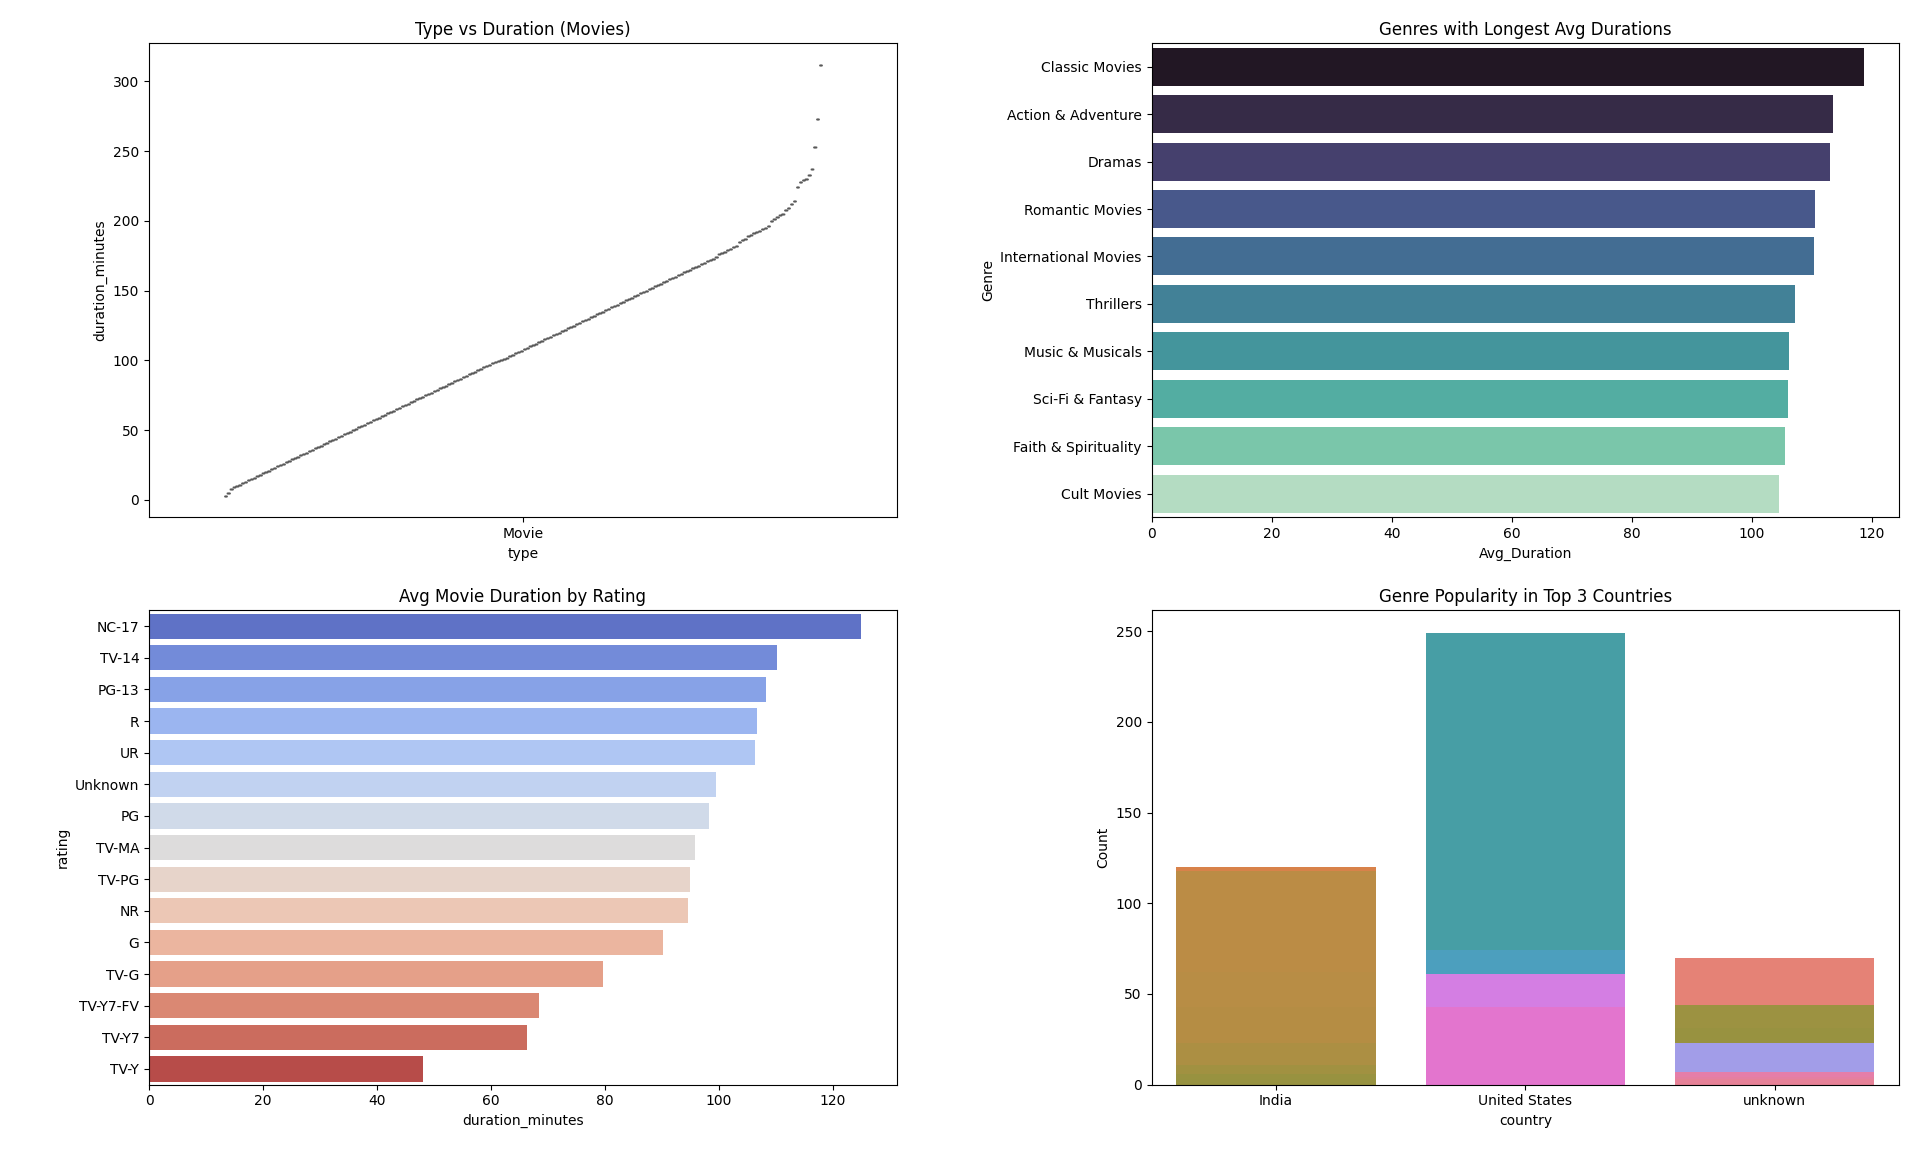 Type vs Duration (Movies)
300
250
200
150
100
50
0
duration_minutes
Movie
type
Genres with Longest Avg Durations
Classic Movies
Action & Adventure
Dramas
Romantic Movies
International Movies
Thrillers
Music & Musicals
Sci-Fi & Fantasy
Faith & Spirituality
Cult Movies
Genre
0 20 40 60 80 100 120
Avg_Duration
Avg Movie Duration by Rating
NC-17
TV-14
PG-13
R
UR
Unknown
PG
TV-MA
TV-PG
NR
G
TV-G
TV-Y7-FV
TV-Y7
TV-Y
rating
0 20 40 60 80 100 120
duration_minutes
Genre Popularity in Top 3 Countries
250
200
150
100
50
0
Count
India United States unknown
country